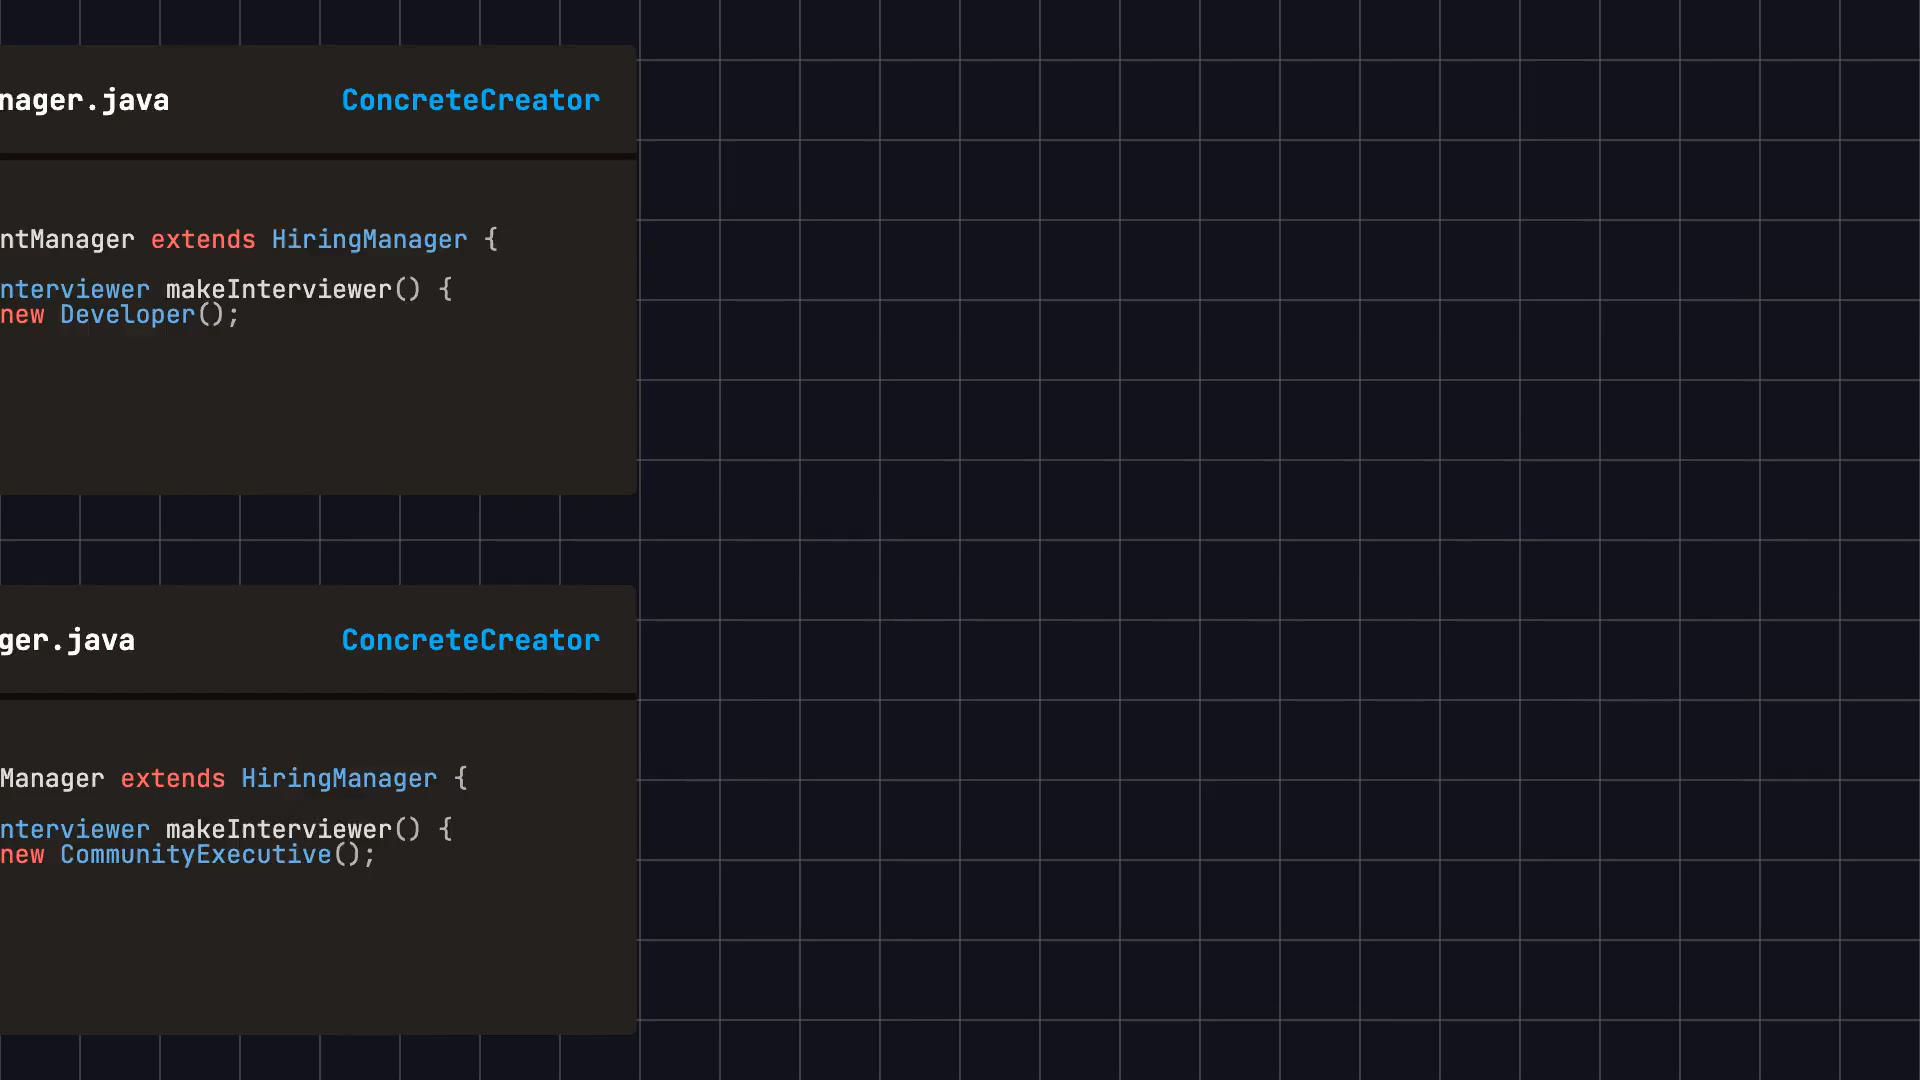 nager.java ConcreteCreator
ntManager extends HiringManager {
nterviewer makeInterviewer() {
new Developer();
ger.java ConcreteCreator
Manager extends HiringManager {
nterviewer makeInterviewer() {
new CommunityExecutive();